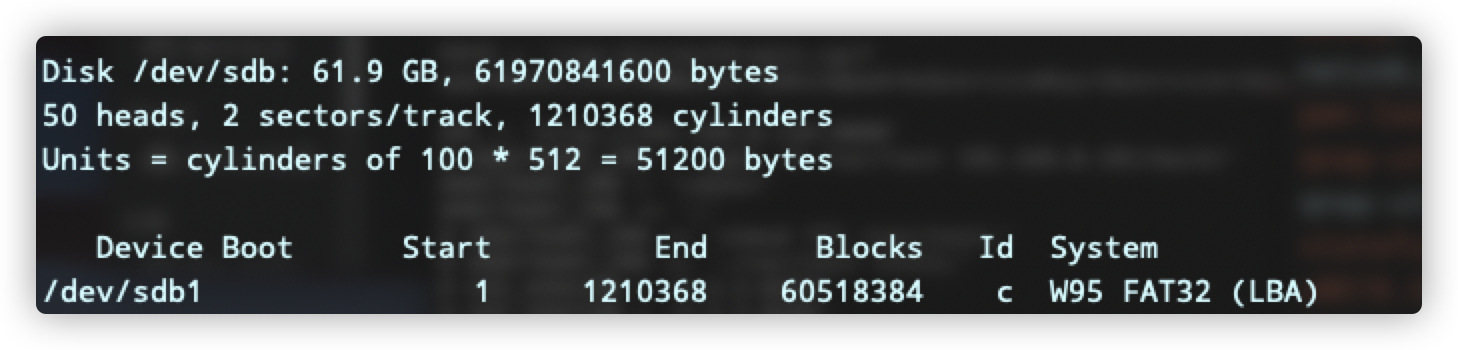 Disk /dev/sdb: 61.9 GB, 61970841600 bytes
50 heads, 2 sectors/track, 1210368 cylinders
Units = cylinders of 100 * 512 = 51200 bytes
Device Boot Start End Blocks Id System
/dev/sdb1 1 1210368 60518384 c W95 FAT32 (LBA)